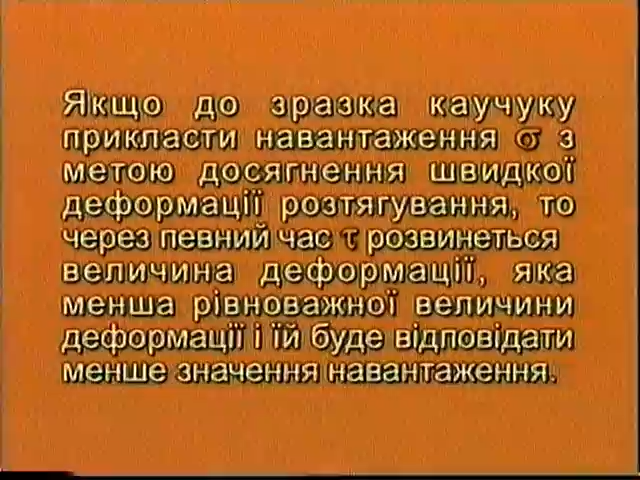 Якщо до зразка каучуку
прикласти навантаження σ з
метою досягнення швидкої
деформації розтягування, то
через певний час τ розвинеться
величина деформації, яка
менша рівноважної величини
деформації і їй буде відповідати
менше значення навантаження.